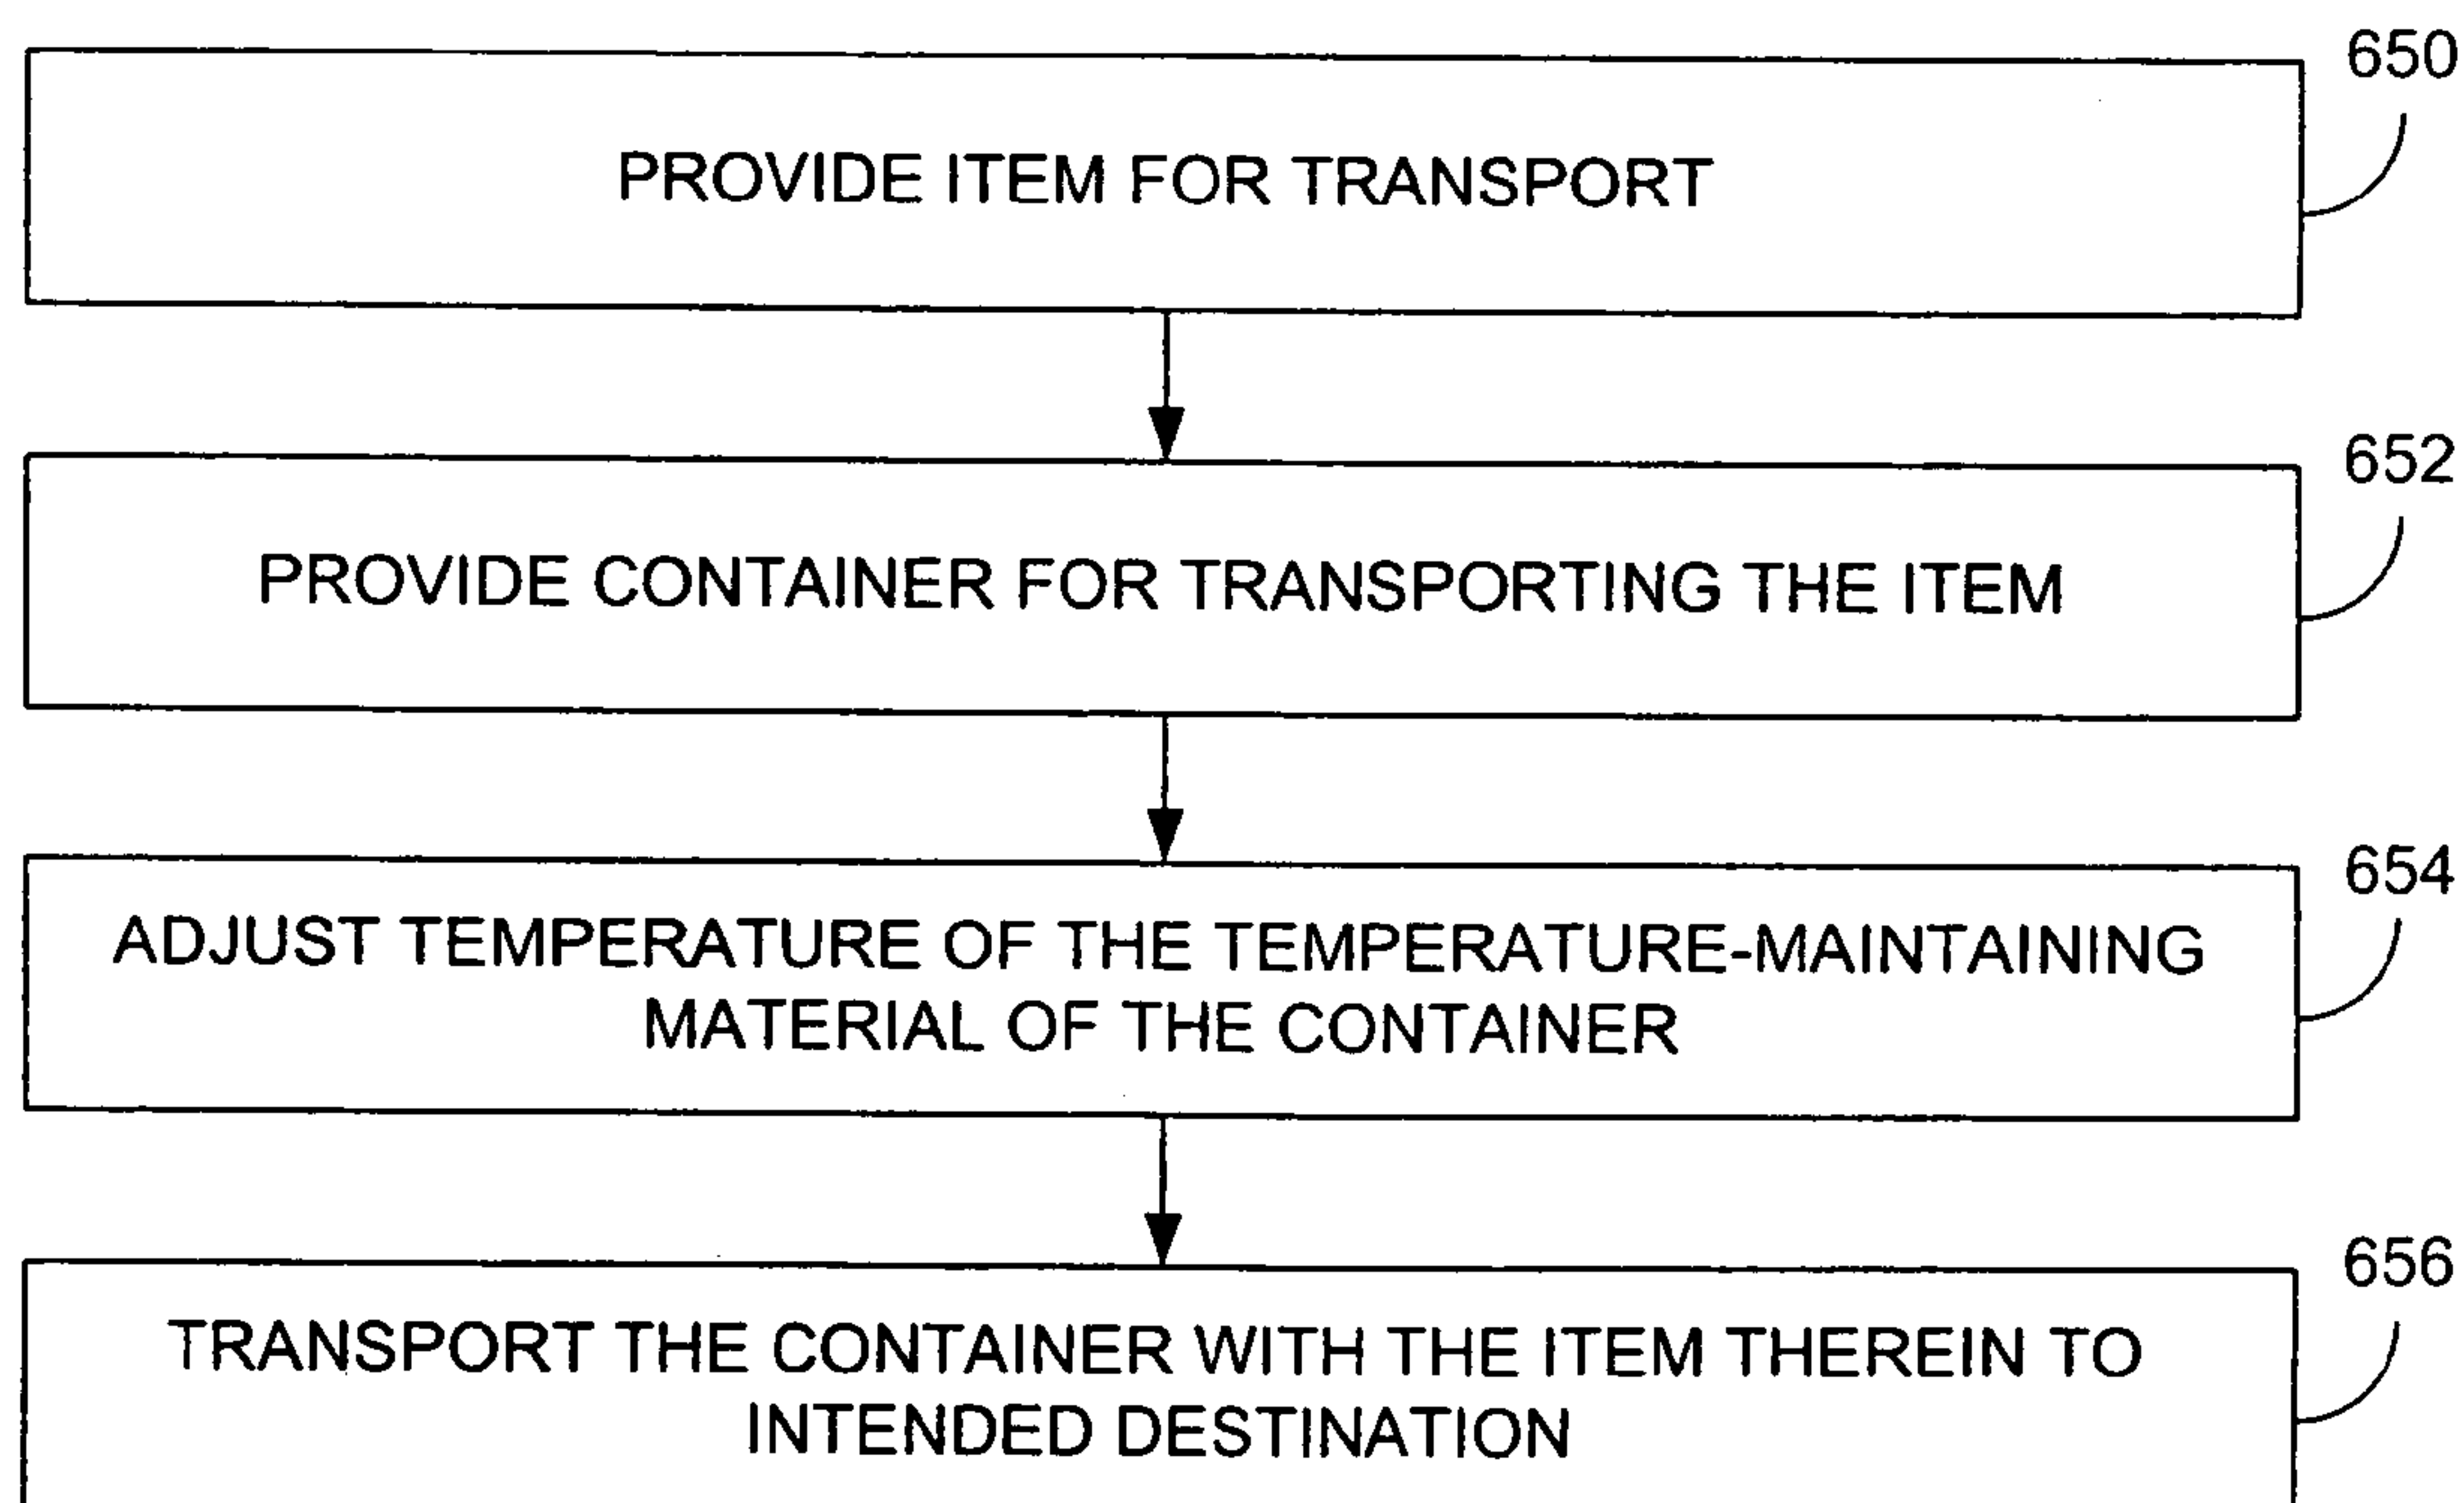 650
PROVIDE ITEM FOR TRANSPORT
652
PROVIDE CONTAINER FOR TRANSPORTING THE ITEM
654
ADJUST TEMPERATURE OF THE TEMPERATURE-MAINTAINING
MATERIAL OF THE CONTAINER
656
TRANSPORT THE CONTAINER WITH THE ITEM THEREIN TO
INTENDED DESTINATION